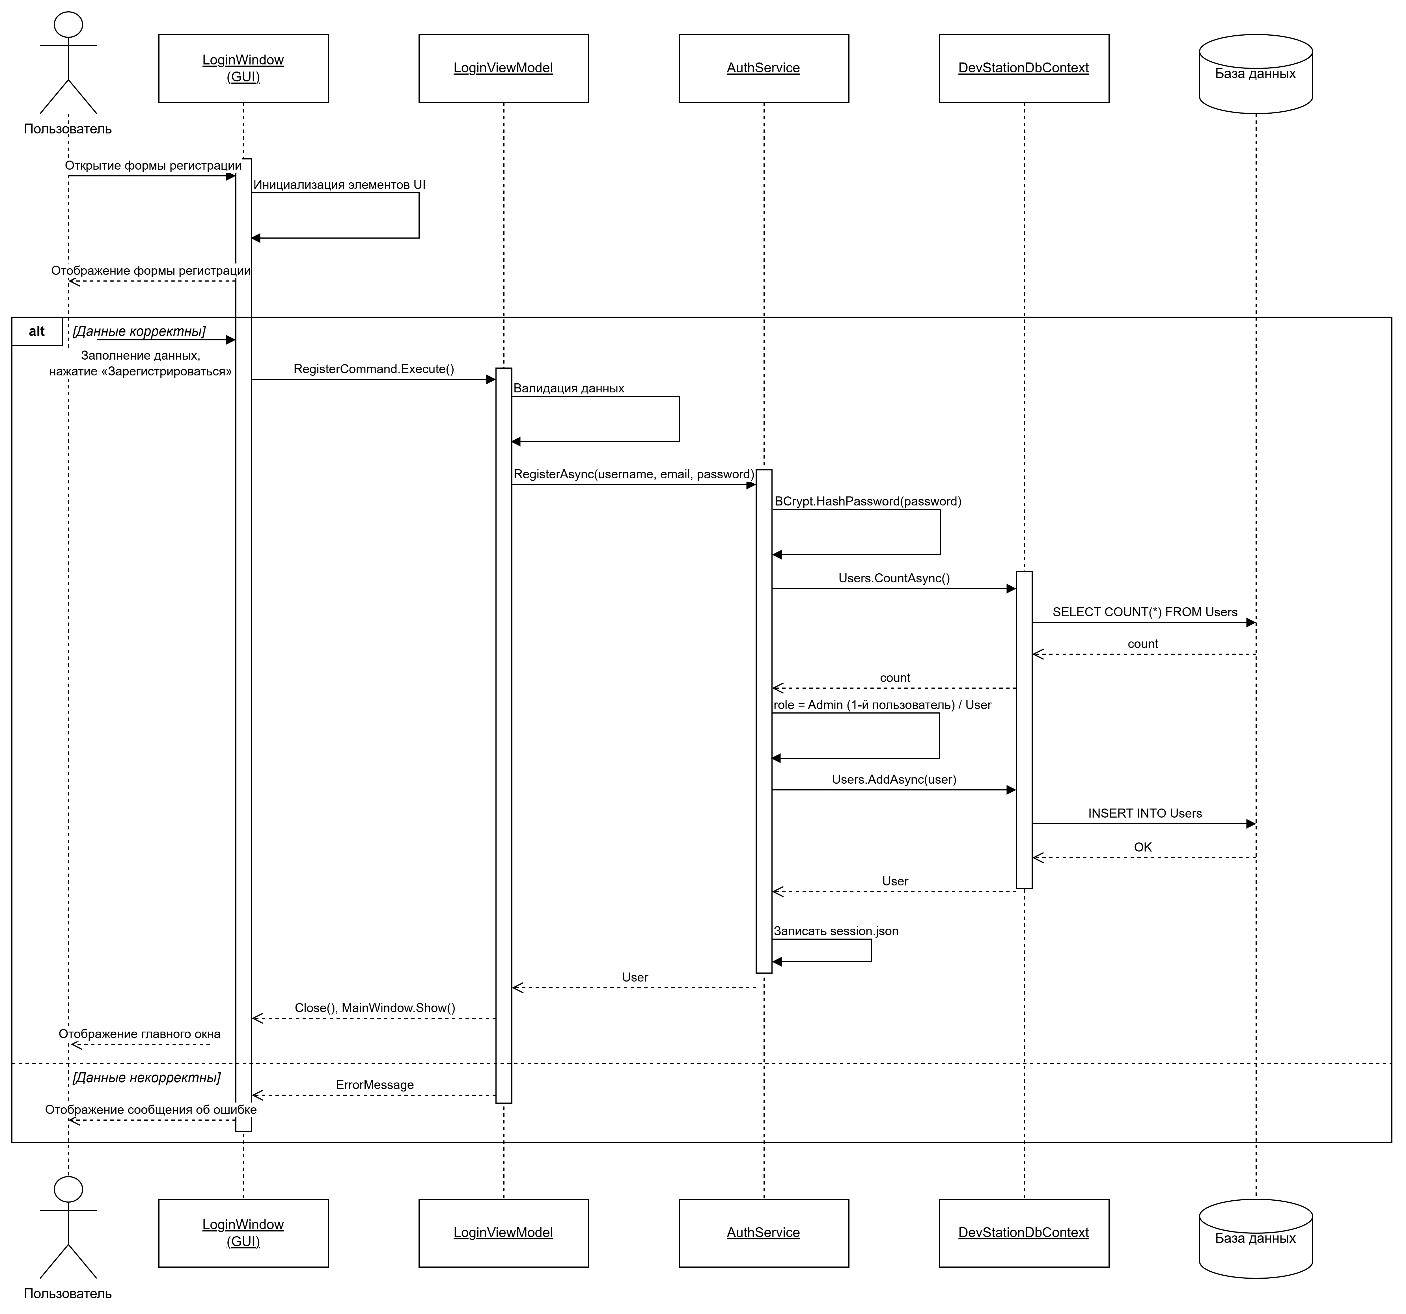 LoginWindow
(GUI)
LoginViewModel
AuthService
DevStationDbContext
База данных
Пользователь
Открытие формы регистрации
Инициализация элементов UI
Отображение формы регистрации
alt
[Данные корректны]
Заполнение данных,
нажатие «Зарегистрироваться»
RegisterCommand.Execute()
Валидация данных
RegisterAsync(username, email, password)
BCrypt.HashPassword(password)
Users.CountAsync()
SELECT COUNT(*) FROM Users
count
count
role = Admin (1-й пользователь) / User
Users.AddAsync(user)
INSERT INTO Users
OK
User
Записать session.json
User
Close(), MainWindow.Show()
Отображение главного окна
[Данные некорректны]
ErrorMessage
Отображение сообщения об ошибке
LoginWindow
(GUI)
LoginViewModel
AuthService
DevStationDbContext
База данных
Пользователь